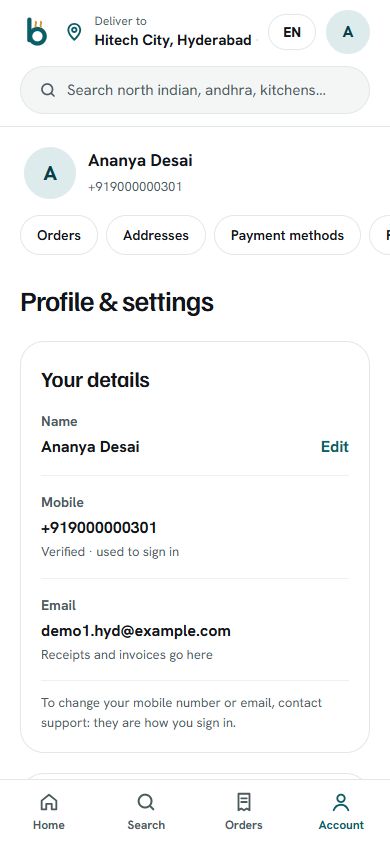 b
Deliver to
Hitech City, Hyderabad
EN
A
Search north indian, andhra, kitchens...
A
Ananya Desai
+919000000301
Orders
Addresses
Payment methods
Profile & settings
Your details
Name
Ananya Desai
Edit
Mobile
+919000000301
Verified · used to sign in
Email
demo1.hyd@example.com
Receipts and invoices go here
To change your mobile number or email, contact
support: they are how you sign in.
Home
Search
Orders
Account